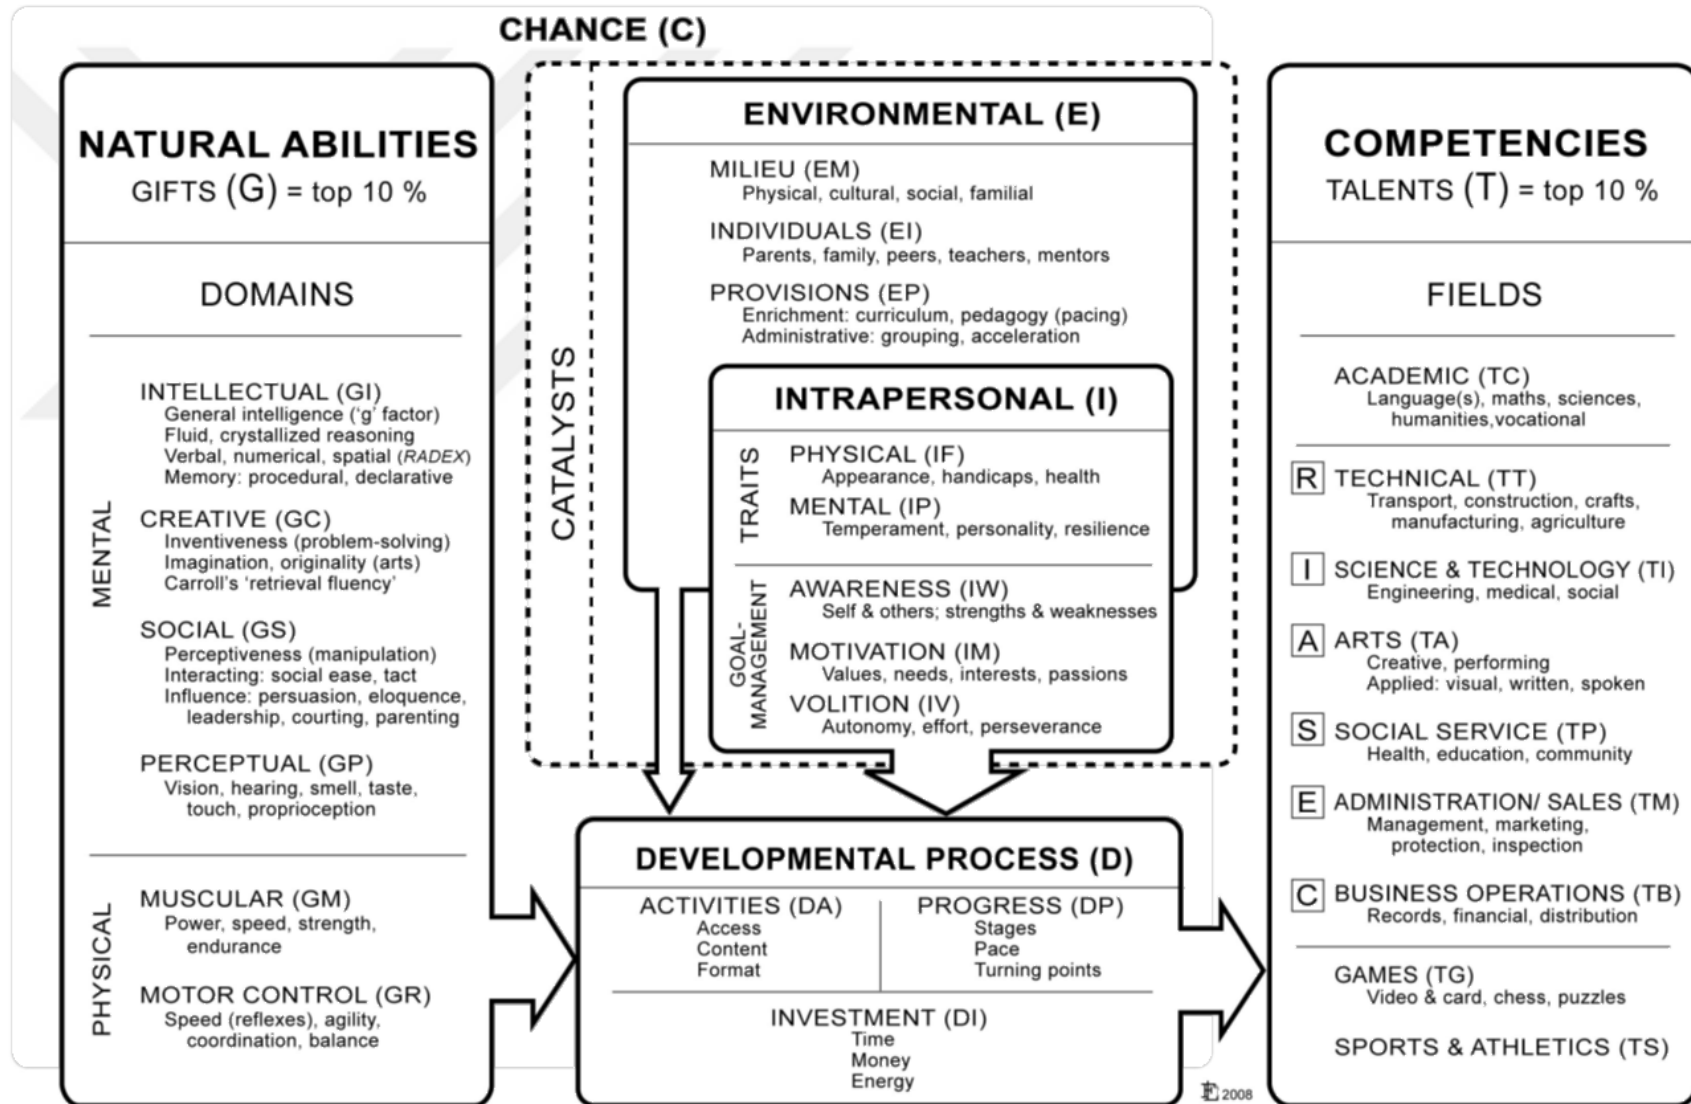 CHANCE (C)
NATURAL ABILITIES
GIFTS (G) = top 10 %
DOMAINS
MENTAL
INTELLECTUAL (GI)
General intelligence (‘g’ factor)
Fluid, crystallized reasoning
Verbal, numerical, spatial (RADEX)
Memory: procedural, declarative
CREATIVE (GC)
Inventiveness (problem-solving)
Imagination, originality (arts)
Carroll’s ‘retrieval fluency’
SOCIAL (GS)
Perceptiveness (manipulation)
Interacting: social ease, tact
Influence: persuasion, eloquence,
leadership, courting, parenting
PERCEPTUAL (GP)
Vision, hearing, smell, taste,
touch, proprioception
PHYSICAL
MUSCULAR (GM)
Power, speed, strength,
endurance
MOTOR CONTROL (GR)
Speed (reflexes), agility,
coordination, balance
CATALYSTS
ENVIRONMENTAL (E)
MILIEU (EM)
Physical, cultural, social, familial
INDIVIDUALS (EI)
Parents, family, peers, teachers, mentors
PROVISIONS (EP)
Enrichment: curriculum, pedagogy (pacing)
Administrative: grouping, acceleration
INTRAPERSONAL (I)
TRAITS
PHYSICAL (IF)
Appearance, handicaps, health
MENTAL (IP)
Temperament, personality, resilience
GOAL-
MANAGEMENT
AWARENESS (IW)
Self & others; strengths & weaknesses
MOTIVATION (IM)
Values, needs, interests, passions
VOLITION (IV)
Autonomy, effort, perseverance
DEVELOPMENTAL PROCESS (D)
ACTIVITIES (DA)
Access
Content
Format
PROGRESS (DP)
Stages
Pace
Turning points
INVESTMENT (DI)
Time
Money
Energy
2008
COMPETENCIES
TALENTS (T) = top 10 %
FIELDS
ACADEMIC (TC)
Language(s), maths, sciences,
humanities,vocational
R TECHNICAL (TT)
Transport, construction, crafts,
manufacturing, agriculture
I SCIENCE & TECHNOLOGY (TI)
Engineering, medical, social
A ARTS (TA)
Creative, performing
Applied: visual, written, spoken
S SOCIAL SERVICE (TP)
Health, education, community
E ADMINISTRATION/ SALES (TM)
Management, marketing,
protection, inspection
C BUSINESS OPERATIONS (TB)
Records, financial, distribution
GAMES (TG)
Video & card, chess, puzzles
SPORTS & ATHLETICS (TS)